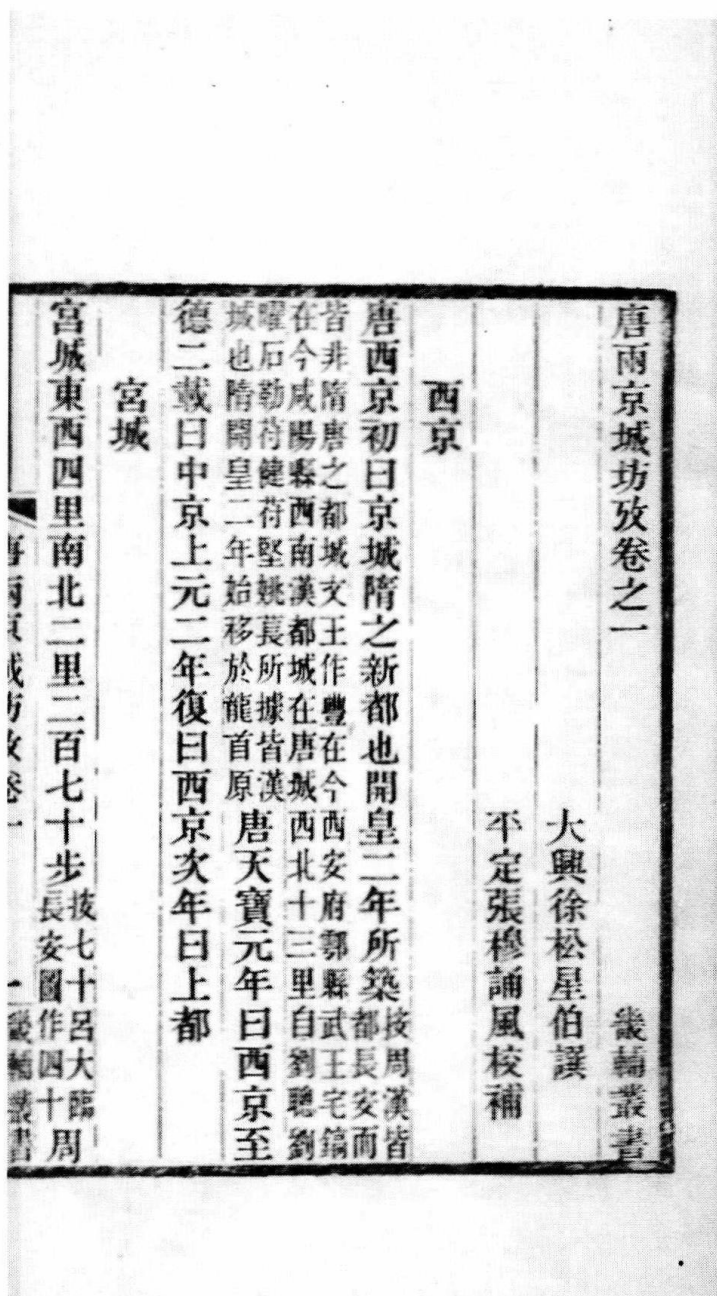 唐兩京城坊攷卷之一 畿輔叢書
大興徐松星伯譔
平定張穆誦風校補
西京
唐西京初曰京城隋之新都也開皇二年所築按周漢皆都長安而
皆非隋唐之都城文王作豐在今西安府鄠縣武王宅鎬
在今咸陽縣西南漢都城在唐城西北十三里自劉聰劉
曜石勒苻健苻堅姚萇所據皆漢
城也隋開皇二年始移於龍首原唐天寶元年曰西京至
德二載曰中京上元二年復曰西京次年曰上都
宮城
宮城東西四里南北二里二百七十步按七十呂大臨長安圖作四十周
唐兩京城坊攷卷一 一 畿輔叢書